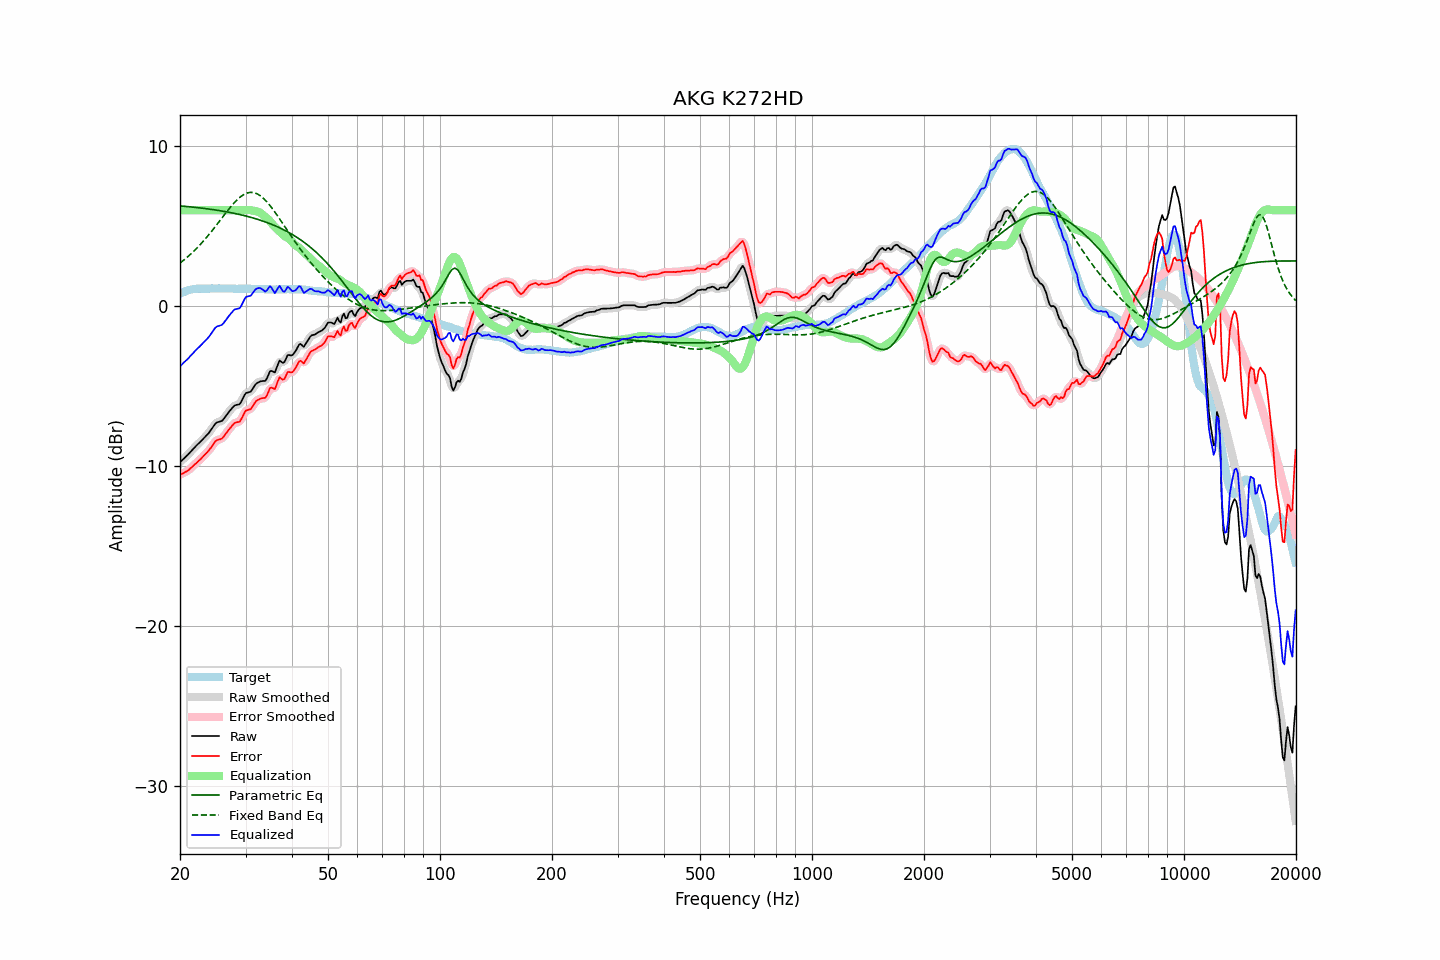 AKG K272HD
Amplitude (dBr)
10
0
−10
−20
−30
Target
Raw Smoothed
Error Smoothed
Raw
Error
Equalization
Parametric Eq
Fixed Band Eq
Equalized
20 50 100 200 500 1000 2000 5000 10000 20000
Frequency (Hz)